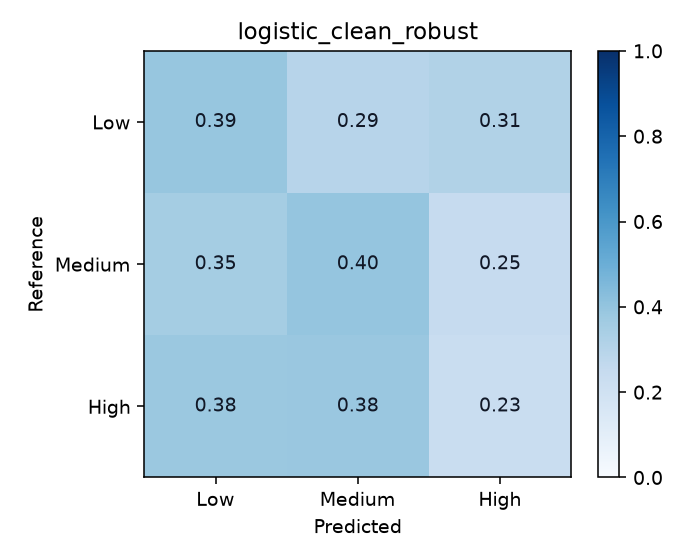 logistic_clean_robust
Low 0.39 0.29 0.31
Medium 0.35 0.40 0.25
High 0.38 0.38 0.23
Low Medium High
Predicted
Reference
1.0
0.8
0.6
0.4
0.2
0.0